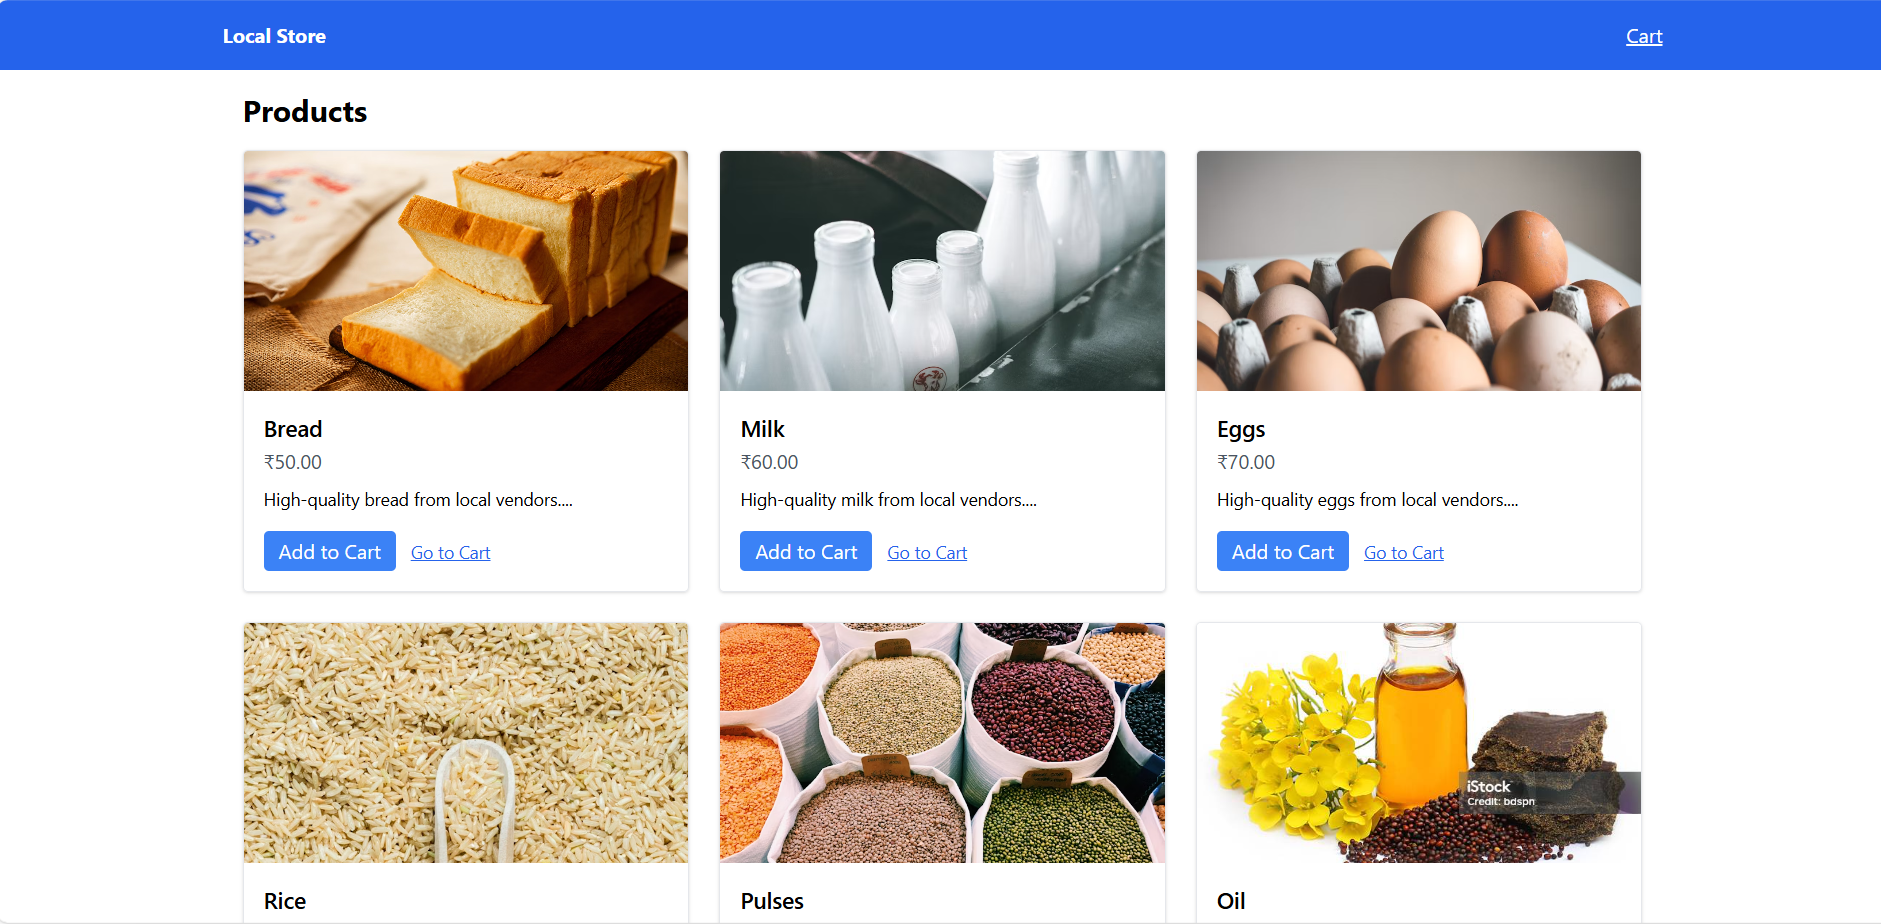 Local Store
Cart
Products
Bread
₹50.00
High-quality bread from local vendors....
Add to Cart Go to Cart
Milk
₹60.00
High-quality milk from local vendors....
Add to Cart Go to Cart
Eggs
₹70.00
High-quality eggs from local vendors....
Add to Cart Go to Cart
iStock
Credit: bdspn
Rice
Pulses
Oil